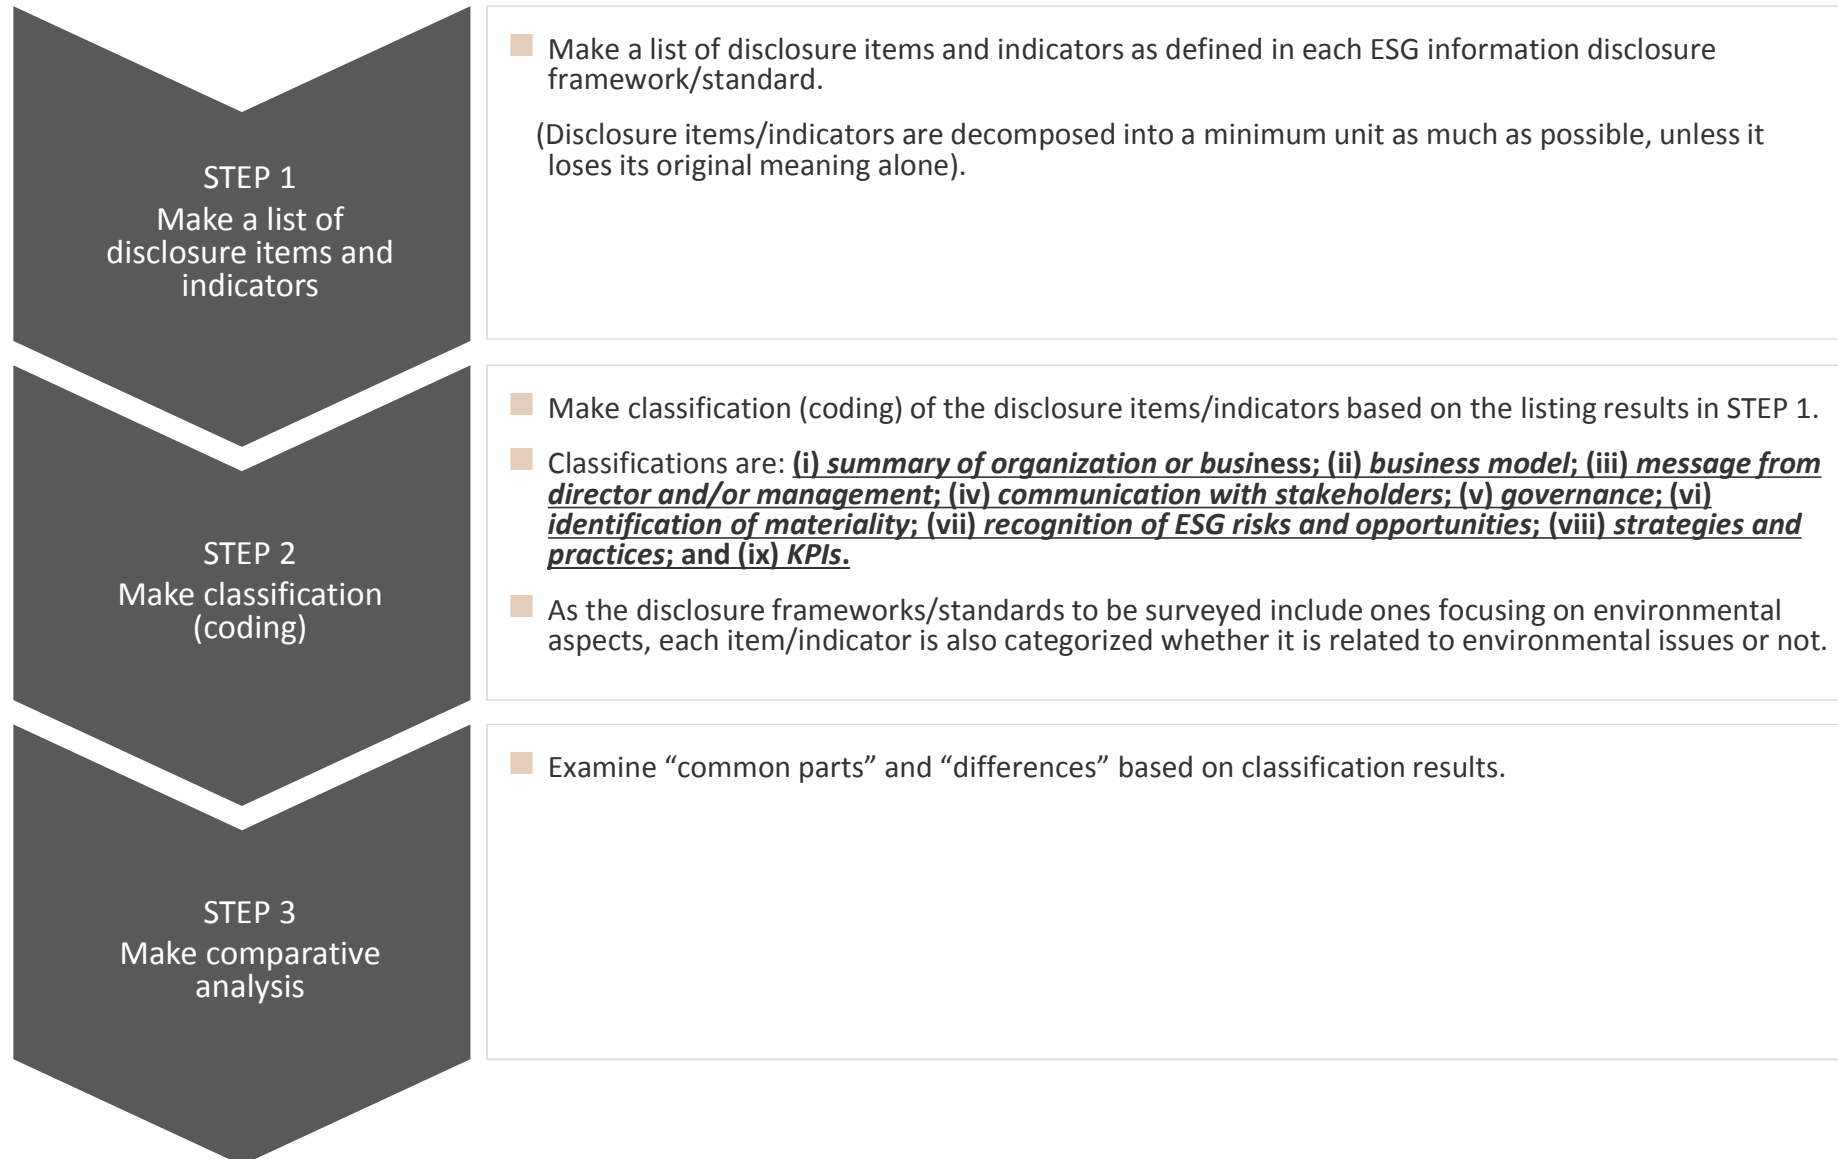 STEP 1
Make a list of
disclosure items and
indicators
Make a list of disclosure items and indicators as defined in each ESG information disclosure
framework/standard.
(Disclosure items/indicators are decomposed into a minimum unit as much as possible, unless it
loses its original meaning alone).
STEP 2
Make classification
(coding)
Make classification (coding) of the disclosure items/indicators based on the listing results in STEP 1.
Classifications are: (i) summary of organization or business; (ii) business model; (iii) message from
director and/or management; (iv) communication with stakeholders; (v) governance; (vi)
identification of materiality; (vii) recognition of ESG risks and opportunities; (viii) strategies and
practices; and (ix) KPIs.
As the disclosure frameworks/standards to be surveyed include ones focusing on environmental
aspects, each item/indicator is also categorized whether it is related to environmental issues or not.
STEP 3
Make comparative
analysis
Examine “common parts” and “differences” based on classification results.